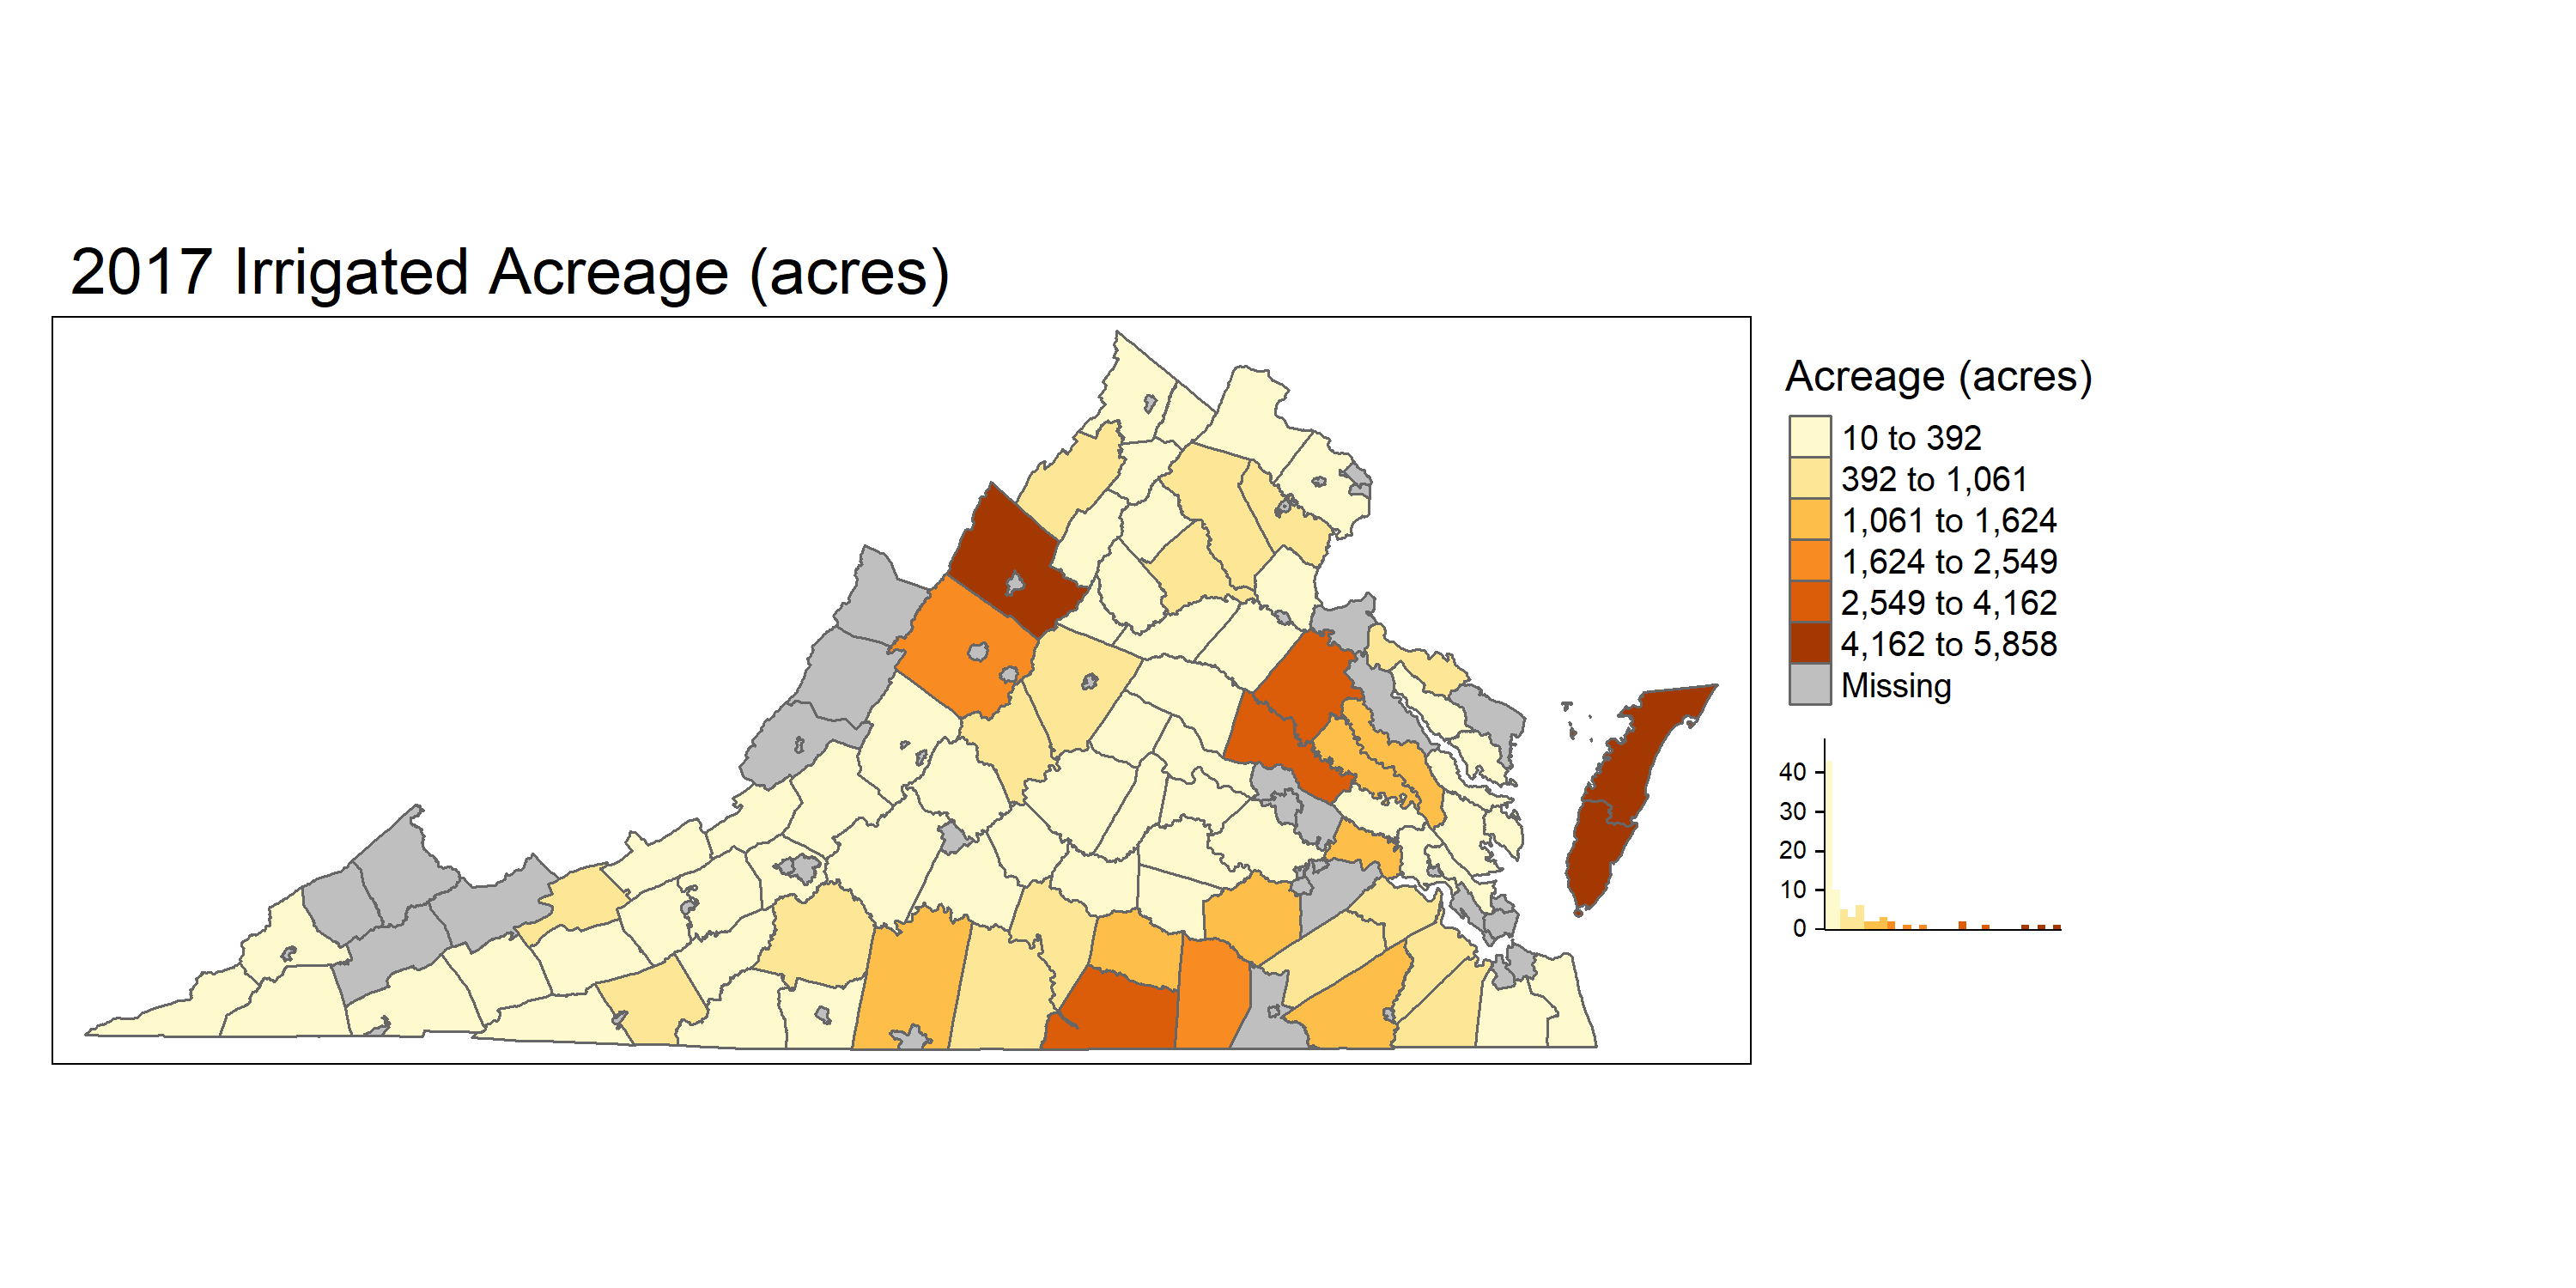 2017 Irrigated Acreage (acres)
Acreage (acres)
10 to 392
392 to 1,061
1,061 to 1,624
1,624 to 2,549
2,549 to 4,162
4,162 to 5,858
Missing
40
30
20
10
0